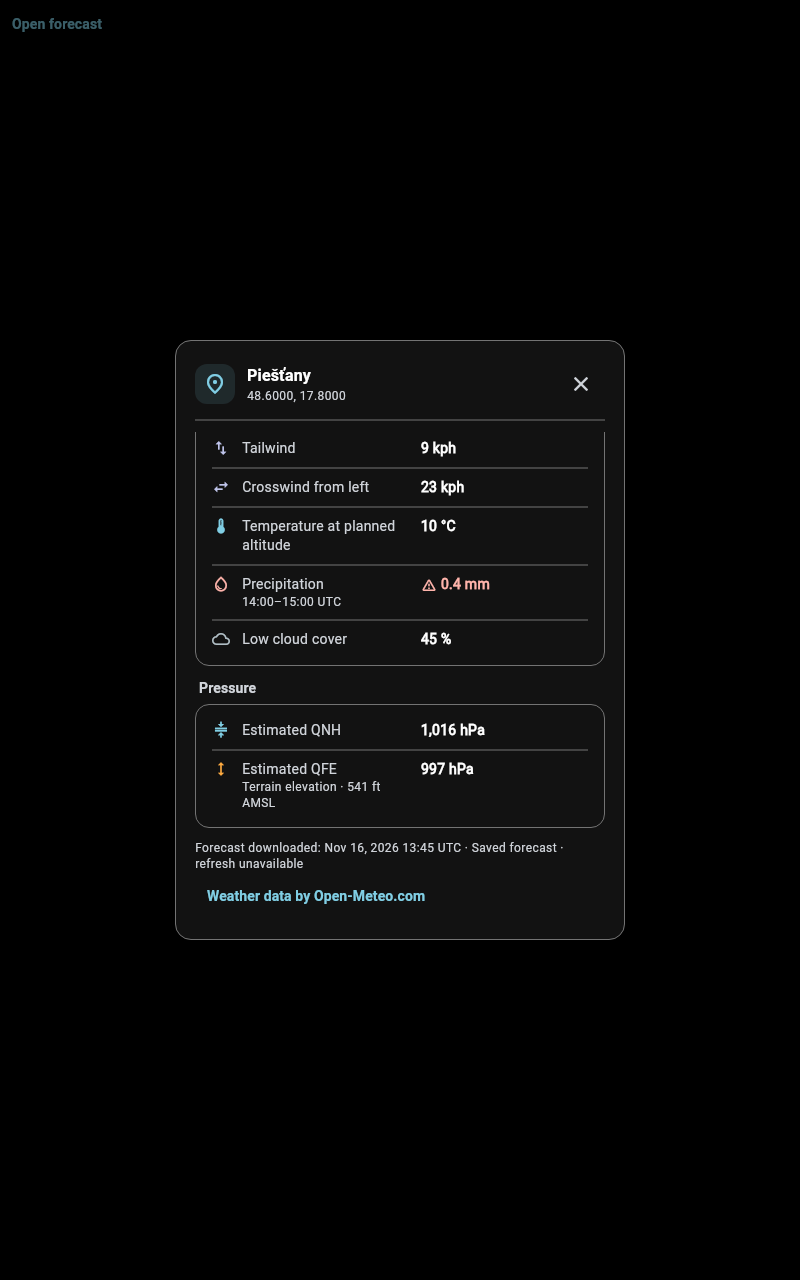 Open forecast
Piešťany
48.6000, 17.8000
Tailwind 9 kph
Crosswind from left 23 kph
Temperature at planned 10 °C
altitude
Precipitation 0.4 mm
14:00–15:00 UTC
Low cloud cover 45 %
Pressure
Estimated QNH 1,016 hPa
Estimated QFE 997 hPa
Terrain elevation · 541 ft
AMSL
Forecast downloaded: Nov 16, 2026 13:45 UTC · Saved forecast ·
refresh unavailable
Weather data by Open-Meteo.com